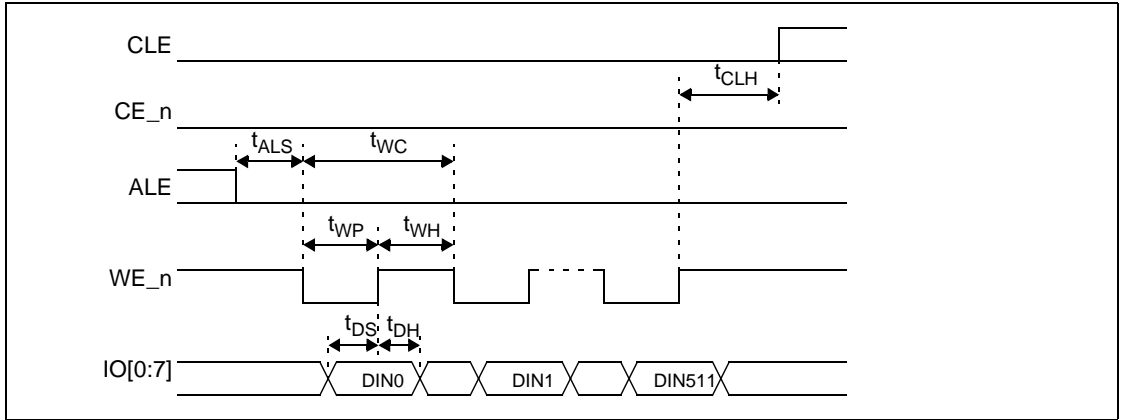 CLE
tCLH
CE_n
tALS tWC
ALE
tWP tWH
WE_n
tDS tDH
IO[0:7]
DIN0 DIN1 DIN511